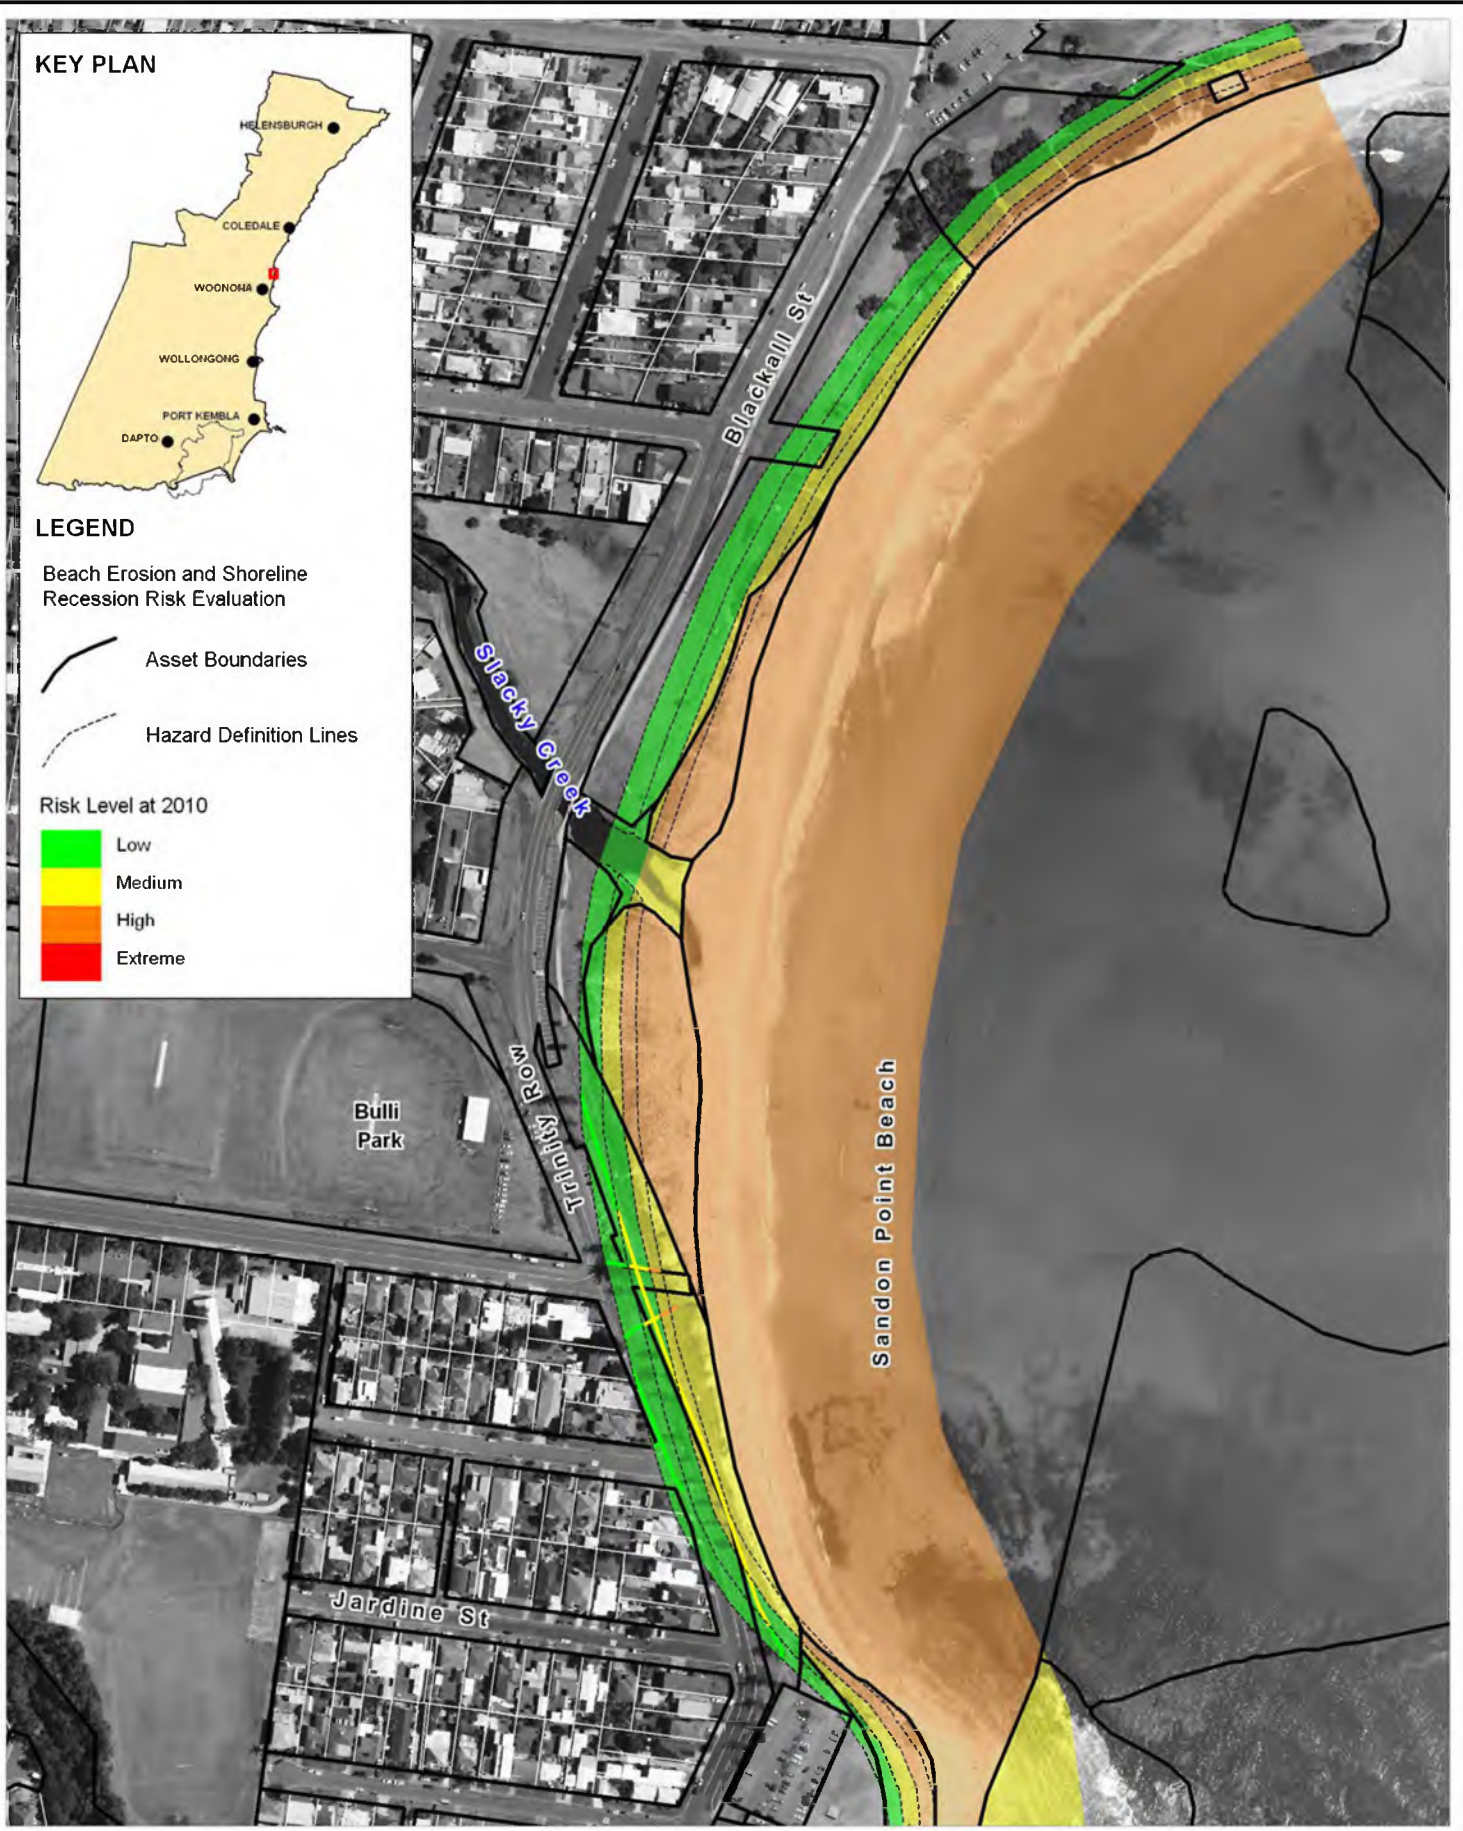 KEY PLAN
HELENSBURGH
COLEDALE
WOONONA
WOLLONGONG
PORT KEMBLA
DAPTO
LEGEND
Beach Erosion and Shoreline
Recession Risk Evaluation
Asset Boundaries
Hazard Definition Lines
Risk Level at 2010
Low
Medium
High
Extreme
Blackall St
Slacky Creek
Trinity Row
Bulli
Park
Sandon Point Beach
Jardine St